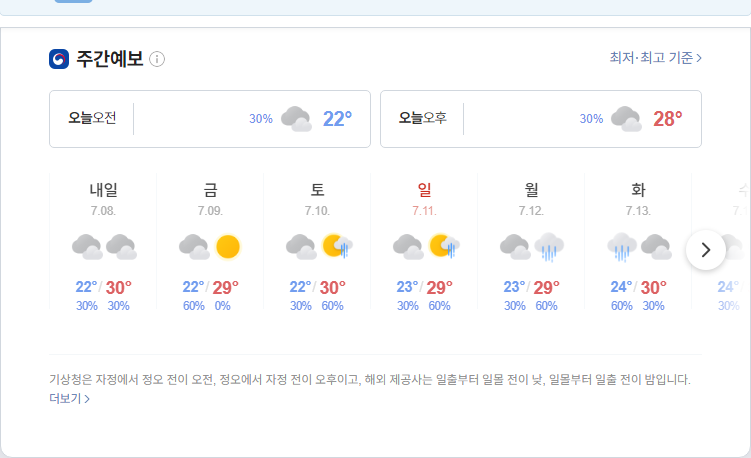 주간예보
최저·최고 기준
오늘오전 30% 22°
오늘오후 30% 28°
내일 금 토 일 월 화 수
7.08. 7.09. 7.10. 7.11. 7.12. 7.13. 7.
22°/30° 22°/29° 22°/30° 23°/29° 23°/29° 24°/30° 24°
30% 30% 60% 0% 30% 60% 30% 60% 30% 60% 60% 30% 30%
기상청은 자정에서 정오 전이 오전, 정오에서 자정 전이 오후이고, 해외 제공사는 일출부터 일몰 전이 낮, 일몰부터 일출 전이 밤입니다.
더보기